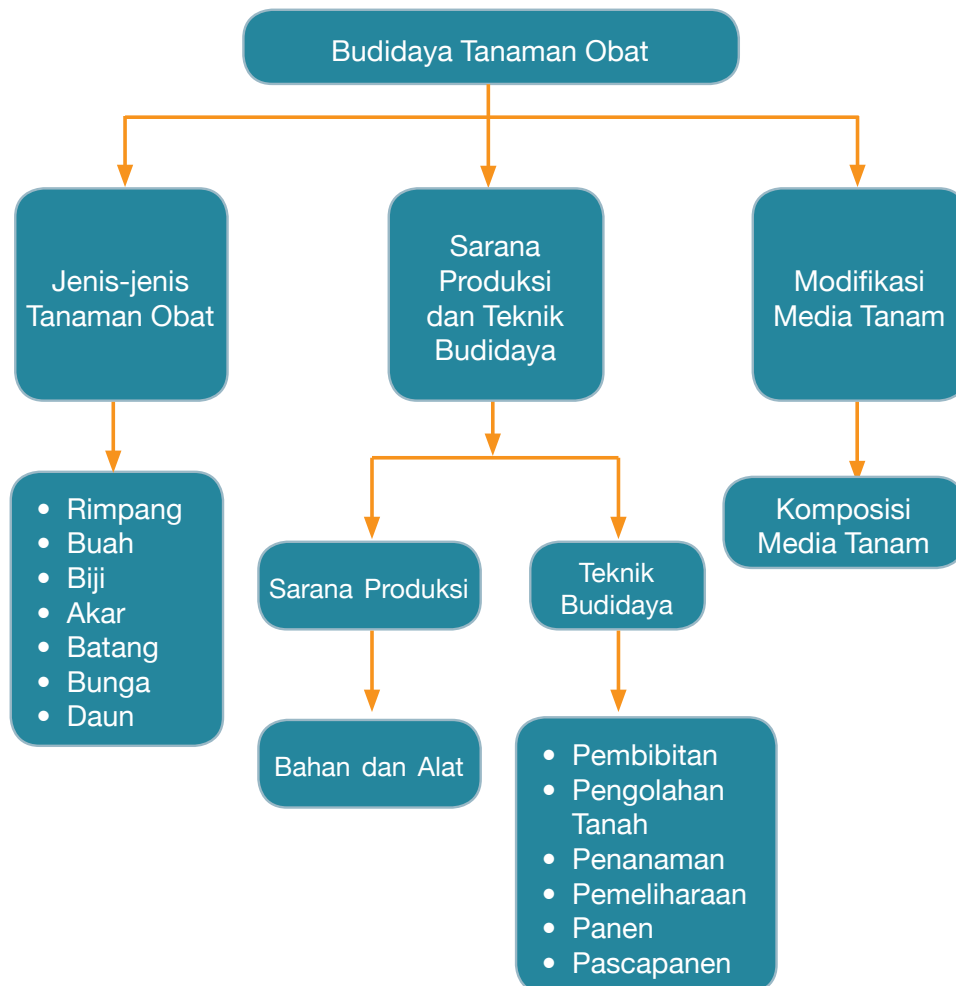 Budidaya Tanaman Obat
Jenis-jenis
Tanaman Obat
Sarana
Produksi
dan Teknik
Budidaya
Modifikasi
Media Tanam
• Rimpang
• Buah
• Biji
• Akar
• Batang
• Bunga
• Daun
Sarana Produksi
Teknik
Budidaya
Komposisi
Media Tanam
Bahan dan Alat
• Pembibitan
• Pengolahan
Tanah
• Penanaman
• Pemeliharaan
• Panen
• Pascapanen